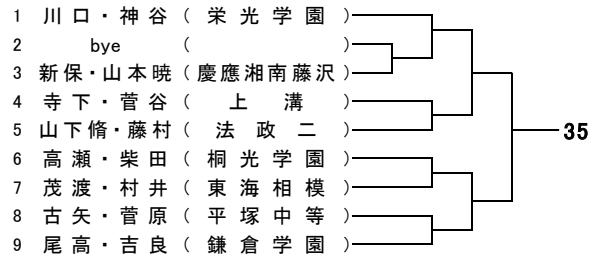 1 川口・神谷 (栄光学園)
2 bye ( )
3 新保・山本暁 (慶應湘南藤沢)
4 寺下・菅谷 (上溝)
5 山下脩・藤村 (法政二)
35
6 高瀬・柴田 (桐光学園)
7 茂渡・村井 (東海相模)
8 古矢・菅原 (平塚中等)
9 尾高・吉良 (鎌倉学園)